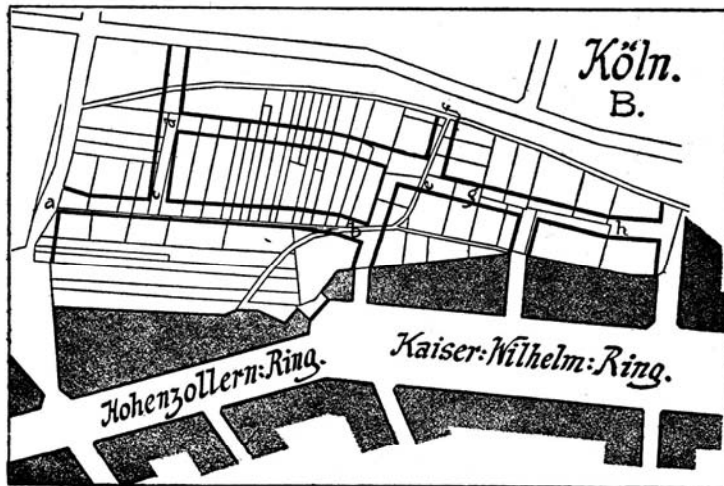 Köln.
B.
f
d
e
a
c
g
b
h
Kaiser-Wilhelm-Ring.
Hohenzollern-Ring.